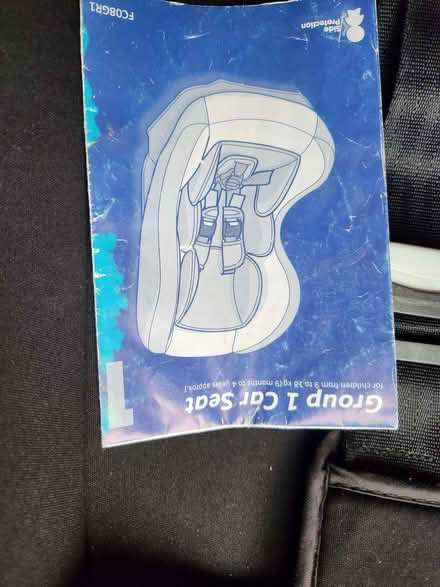 Group 1 Car Seat
for children from 9 to 18 kg (9 months to 4 years approx.)
1
Side
Protection
FC08GR1